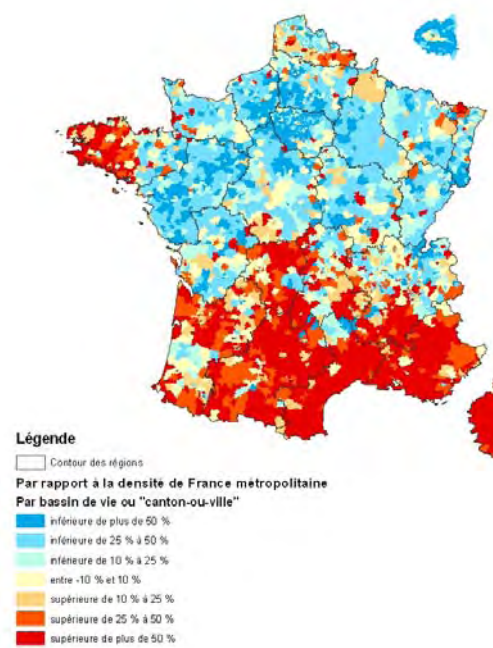 Légende
Contour des régions
Par rapport à la densité de France métropolitaine
Par bassin de vie ou "canton-ou-ville"
inférieure de plus de 50 %
inférieure de 25 % à 50 %
inférieure de 10 % à 25 %
entre -10 % et 10 %
supérieure de 10 % à 25 %
supérieure de 25 % à 50 %
supérieure de plus de 50 %